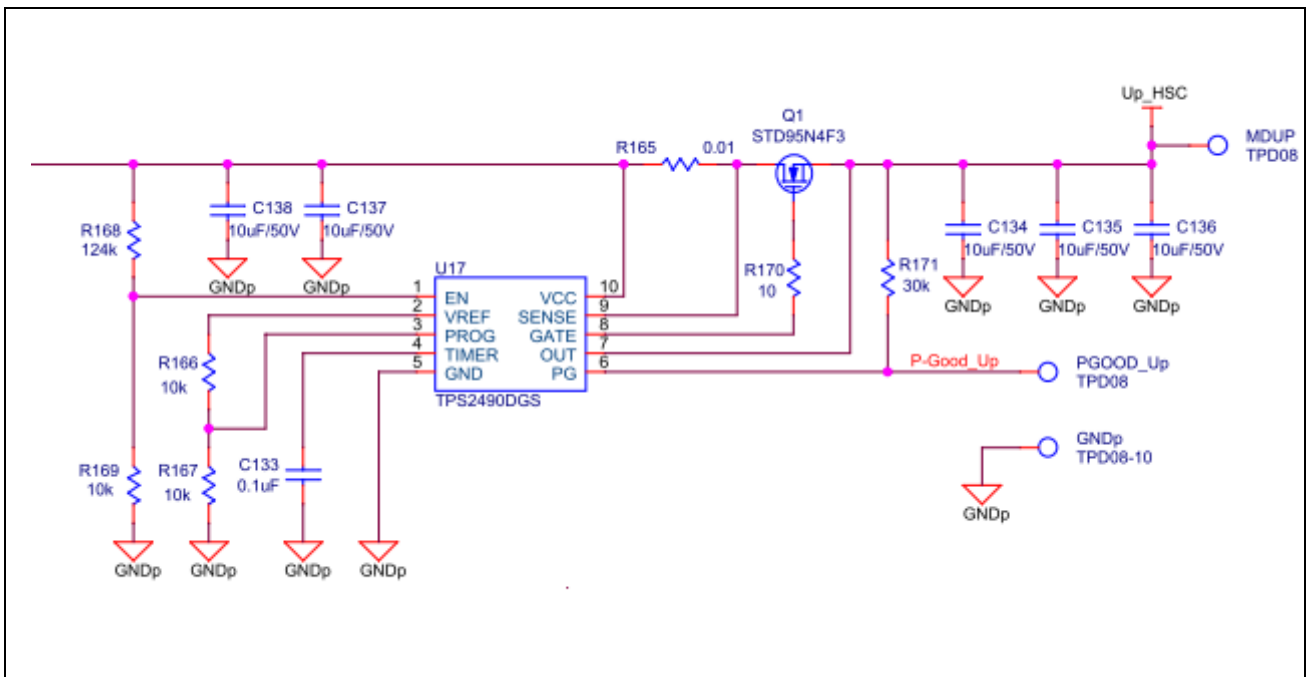 Up_HSC
Q1
STD95N4F3
R165
0.01
MDUP
TPD08
R168
124k
C138
10uF/50V
C137
10uF/50V
C134
10uF/50V
C135
10uF/50V
C136
10uF/50V
GNDp
GNDp
GNDp
GNDp
GNDp
R170
10
R171
30k
U17
1
EN
VCC
10
2
VREF
SENSE
9
3
PROG
GATE
8
4
TIMER
OUT
7
5
GND
PG
6
TPS2490DGS
R166
10k
P-Good_Up
PGOOD_Up
TPD08
GNDp
TPD08-10
GNDp
R169
10k
R167
10k
C133
0.1uF
GNDp
GNDp
GNDp
GNDp